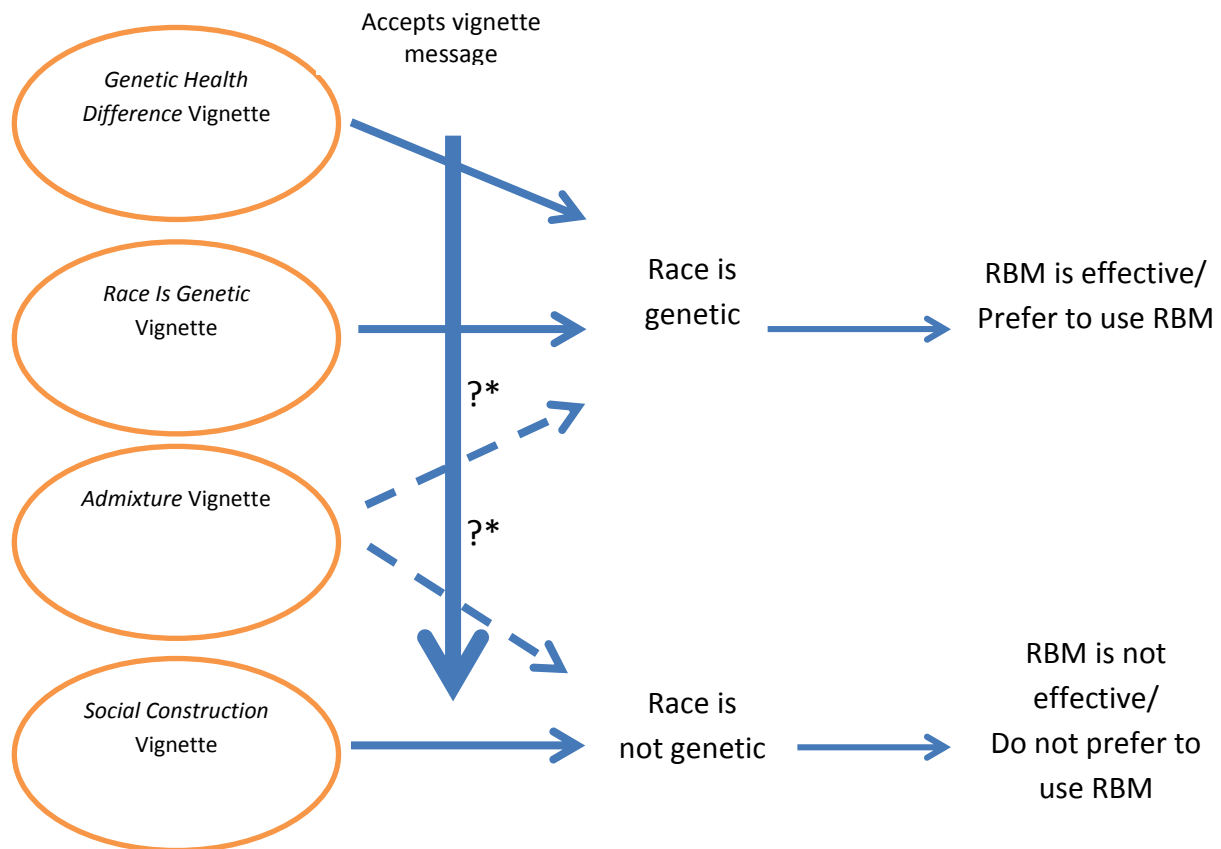 Accepts vignette
message
Genetic Health
Difference Vignette
Race Is Genetic
Vignette
Admixture Vignette
Social Construction
Vignette
?*
?*
Race is
genetic
RBM is effective/
Prefer to use RBM
Race is
not genetic
RBM is not
effective/
Do not prefer to
use RBM